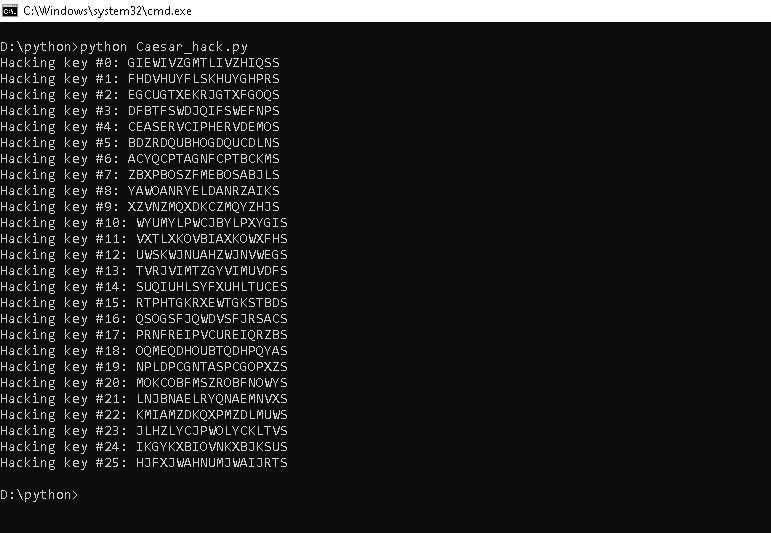 C:\Windows\system32\cmd.exe
D:\python>python Caesar_hack.py
Hacking key #0: GIEWIVZGMTLIVZHIQSS
Hacking key #1: FHDVHUYFLSKHUYGHPRS
Hacking key #2: EGCUGTXEKRJGTXFGOQS
Hacking key #3: DFBTFSWDJQIFSWEFNPS
Hacking key #4: CEASERVCIPHERVDEMOS
Hacking key #5: BDZRDQUBHOGDQUCDLNS
Hacking key #6: ACYQCPTAGNFCPTBCKMS
Hacking key #7: ZBXPBOSZFMEBOSABJLS
Hacking key #8: YAWOANRYELDANRZAIKS
Hacking key #9: XZVNZMQXDKCZMQYZHJS
Hacking key #10: WYUMYLPWCJBYLPXYGIS
Hacking key #11: VXTLXKOVBIAXKOWXFHS
Hacking key #12: UWSKWJNUAHZWJNVWEGS
Hacking key #13: TVRJVIMTZGYVIMUVDFS
Hacking key #14: SUQIUHLSYFXUHLTUCES
Hacking key #15: RTPHTGKRXEWTGKSTBDS
Hacking key #16: QSOGSFJQWDVSFJRSACS
Hacking key #17: PRNFREIPVCUREIQRZBS
Hacking key #18: OQMEQDHOUBTQDHPQYAS
Hacking key #19: NPLDPCGNTASPCGOPXZS
Hacking key #20: MOKCOBFMSZROBFNOWYS
Hacking key #21: LNJBNAELRYQNAEMNVXS
Hacking key #22: KMIAMZDKQXPMZDLMUWS
Hacking key #23: JLHZLYCJPWOLYCKLTVS
Hacking key #24: IKGYKXBIOVNKXBJKSUS
Hacking key #25: HJFXJWAHNUMJWAIJRTS
D:\python>